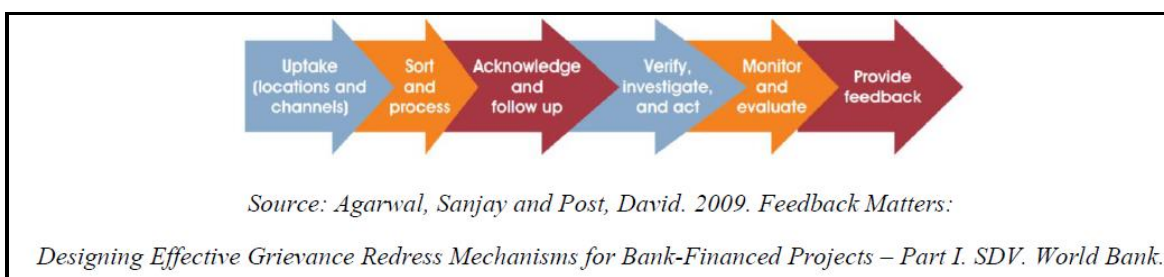 Uptake
(locations and
channels)
Sort
and
process
Acknowledge
and
follow up
Verify,
investigate,
and act
Monitor
and
evaluate
Provide
feedback
Source: Agarwal, Sanjay and Post, David. 2009. Feedback Matters:
Designing Effective Grievance Redress Mechanisms for Bank-Financed Projects – Part I. SDV. World Bank.